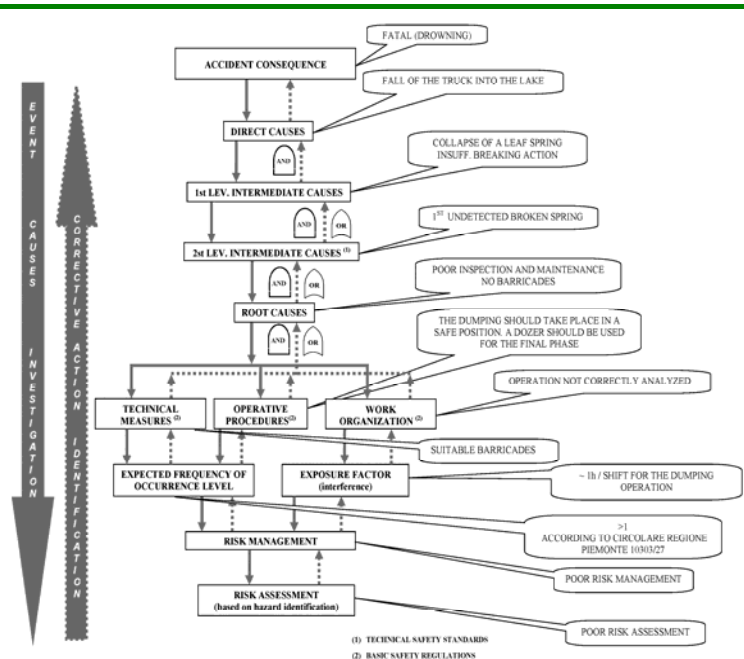 FATAL (DROWNING)
ACCIDENT CONSEQUENCE
FALL OF THE TRUCK INTO THE LAKE
DIRECT CAUSES
AND
COLLAPSE OF A LEAF SPRING
INSUFF. BREAKING ACTION
1st LEV. INTERMEDIATE CAUSES
AND
OR
1ST UNDETECTED BROKEN SPRING
2st LEV. INTERMEDIATE CAUSES (1)
AND
OR
POOR INSPECTION AND MAINTENANCE
NO BARRICADES
ROOT CAUSES
AND
OR
THE DUMPING SHOULD TAKE PLACE IN A
SAFE POSITION. A DOZER SHOULD BE USED
FOR THE FINAL PHASE
OPERATION NOT CORRECTLY ANALYZED
TECHNICAL
MEASURES (2)
OPERATIVE
PROCEDURES(2)
WORK
ORGANIZATION (2)
SUITABLE BARRICADES
EXPECTED FREQUENCY OF
OCCURRENCE LEVEL
EXPOSURE FACTOR
(interference)
~ 1h / SHIFT FOR THE DUMPING
OPERATION
>1
ACCORDING TO CIRCOLARE REGIONE
PIEMONTE 10303/27
RISK MANAGEMENT
POOR RISK MANAGEMENT
RISK ASSESSMENT
(based on hazard identification)
POOR RISK ASSESSMENT
(1) TECHNICAL SAFETY STANDARDS
(2) BASIC SAFETY REGULATIONS
EVENT CAUSES INVESTIGATION
CORRECTIVE ACTION IDENTIFICATION